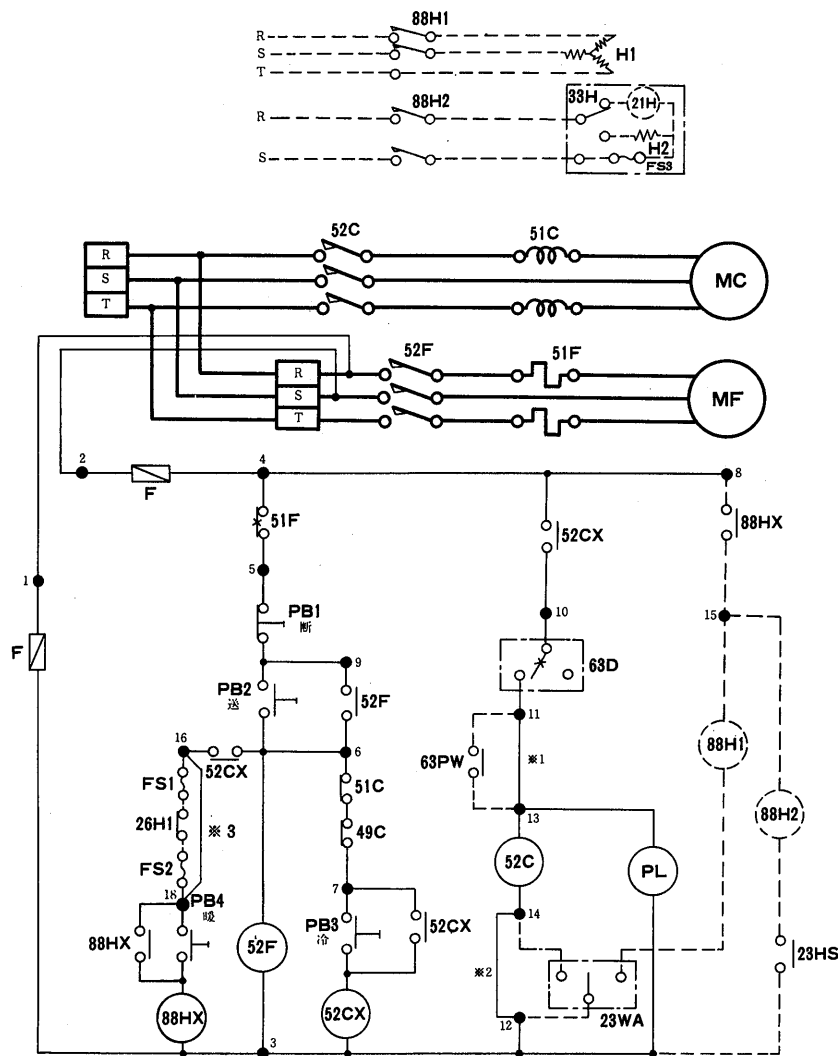 88H1
R
S
H1
T
88H2
33H
21H
R
H2
S
FS3
52C
51C
R
S
MC
T
52F
51F
R
S
MF
T
2
F
4
8
51F
52CX
88HX
5
1
PB1
断
10
15
F
9
63D
PB2
送
52F
11
16
6
88H1
52CX
63PW
※1
FS1
51C
88H2
26H1
※3
49C
13
FS2
52C
PL
18
PB4
暖
7
PB3
冷
52CX
14
88HX
52F
23HS
※2
88HX
52CX
12
23WA
3